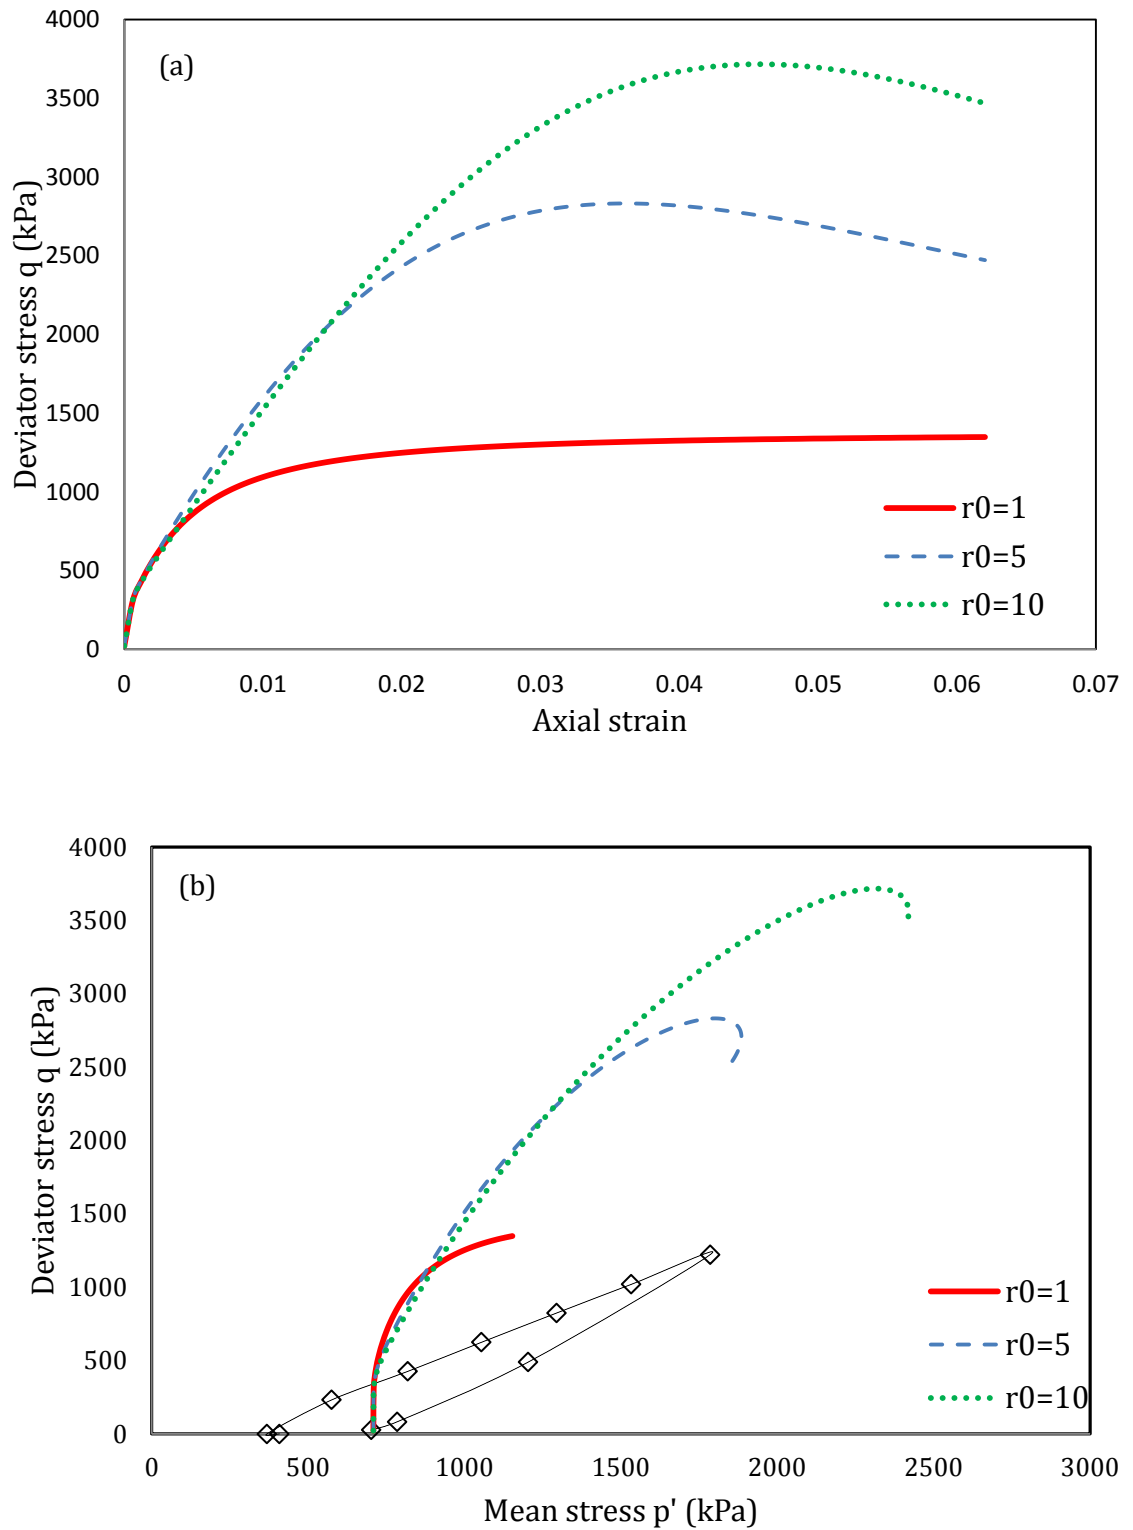 4000
(a)
3500
3000
2500
2000
1500
1000
500
0
Deviator stress q (kPa)
r0=1
r0=5
r0=10
0 0.01 0.02 0.03 0.04 0.05 0.06 0.07
Axial strain
4000
(b)
3500
3000
2500
2000
1500
1000
500
0
Deviator stress q (kPa)
r0=1
r0=5
r0=10
0 500 1000 1500 2000 2500 3000
Mean stress p' (kPa)